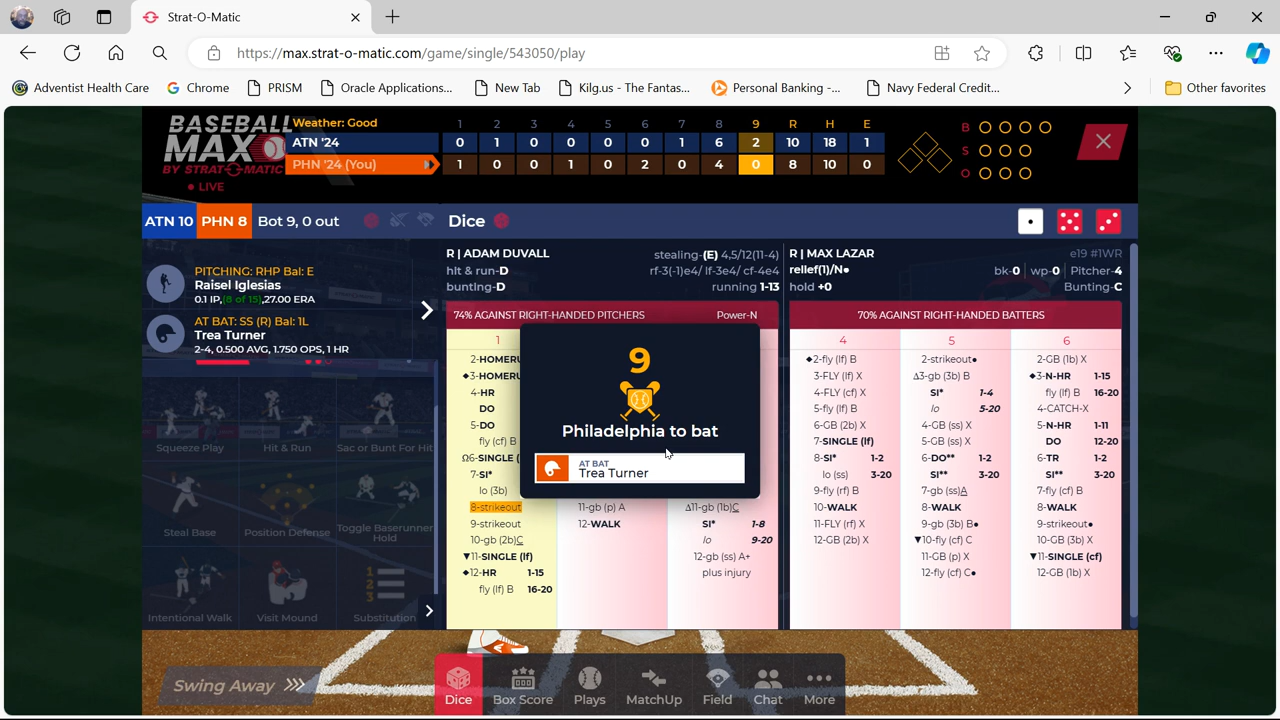 Strat-O-Matic
https://max.strat-o-matic.com/game/single/543050/play
Adventist Health Care
Chrome
PRISM
Oracle Applications...
New Tab
Kilg.us - The Fantas...
Personal Banking -...
Navy Federal Credit...
Other favorites
BASEBALL
MAX
BY STRAT-O-MATIC
• LIVE
Weather: Good
1 2 3 4 5 6 7 8 9 R H E
ATN '24 0 1 0 0 0 0 1 6 2 10 18 1
PHN '24 (You) 1 0 0 1 0 2 0 4 0 8 10 0
B
S
O
ATN 10 PHN 8 Bot 9, 0 out
Dice
PITCHING: RHP Bal: E
Raisel Iglesias
0.1 IP,(8 of 15),27.00 ERA
AT BAT: SS (R) Bal: 1L
Trea Turner
2-4, 0.500 AVG, 1.750 OPS, 1 HR
Squeeze Play
Hit & Run
Sac or Bunt For Hit
Steal Base
Position Defense
Toggle Baserunner Hold
Intentional Walk
Visit Mound
Substitution
R | ADAM DUVALL
stealing-(E) 4,5/12(11-4)
hit & run-D
rf-3(-1)e4/ lf-3e4/ cf-4e4
bunting-D
running 1-13
74% AGAINST RIGHT-HANDED PITCHERS Power-N
1
2-HOMERU
◆3-HOMERU
4-HR
DO
5-DO
fly (cf) B
Ω6-SINGLE (
7-SI*
lo (3b)
8-strikeout
9-strikeout
10-gb (2b)C
▼11-SINGLE (lf)
◆12-HR 1-15
fly (lf) B 16-20
11-gb (p) A
12-WALK
Δ11-gb (1b)C
SI* 1-8
lo 9-20
12-gb (ss) A+
plus injury
9
Philadelphia to bat
AT BAT
Trea Turner
R | MAX LAZAR
e19 #1WR
relief(1)/N●
bk-0 | wp-0 | Pitcher-4
hold +0
Bunting-C
70% AGAINST RIGHT-HANDED BATTERS
4
◆2-fly (lf) B
3-FLY (lf) X
4-FLY (cf) X
5-fly (lf) B
6-GB (2b) X
7-SINGLE (lf)
8-SI* 1-2
lo (ss) 3-20
9-fly (rf) B
10-WALK
11-FLY (rf) X
12-GB (2b) X
5
2-strikeout●
Δ3-gb (3b) B
SI* 1-4
lo 5-20
4-GB (ss) X
5-GB (ss) X
6-DO** 1-2
SI** 3-20
7-gb (ss)A
8-WALK
9-gb (3b) B●
▼10-fly (cf) C
11-GB (p) X
12-fly (cf) C●
6
2-GB (1b) X
◆3-N-HR 1-15
fly (lf) B 16-20
4-CATCH-X
5-N-HR 1-11
DO 12-20
6-TR 1-2
SI** 3-20
7-fly (cf) B
8-WALK
9-strikeout●
10-GB (3b) X
▼11-SINGLE (cf)
12-GB (1b) X
Swing Away
Dice
Box Score
Plays
MatchUp
Field
Chat
More